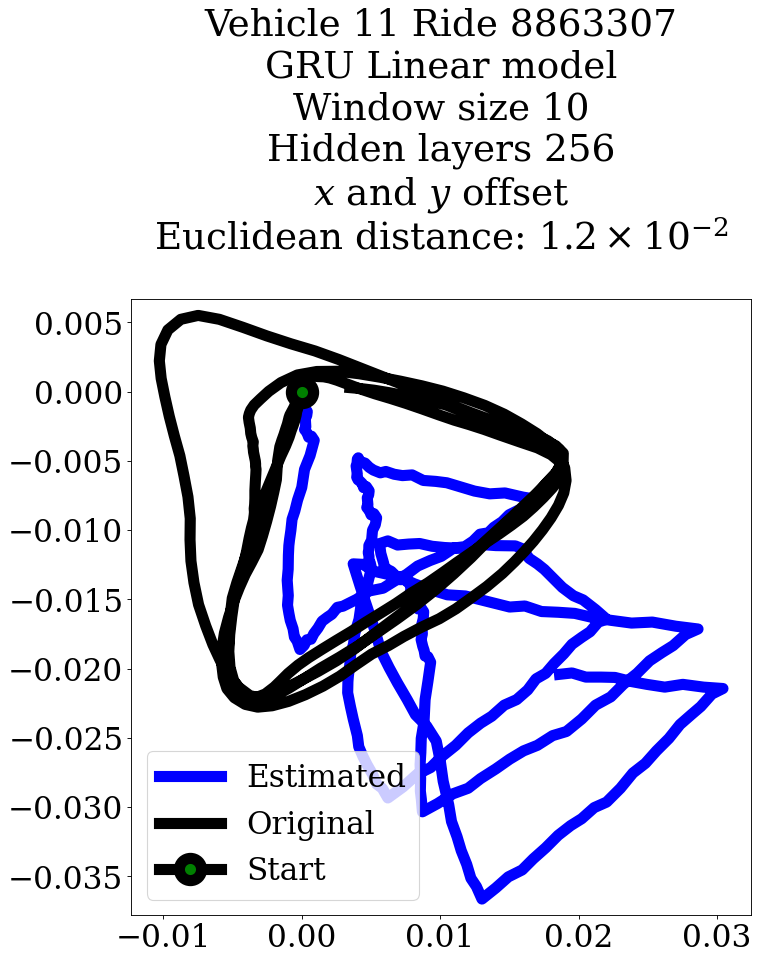 Vehicle 11 Ride 8863307
GRU Linear model
Window size 10
Hidden layers 256
x and y offset
Euclidean distance: 1.2 × 10⁻²
0.005
0.000
−0.005
−0.010
−0.015
−0.020
−0.025
−0.030
−0.035
Estimated
Original
Start
−0.01 0.00 0.01 0.02 0.03